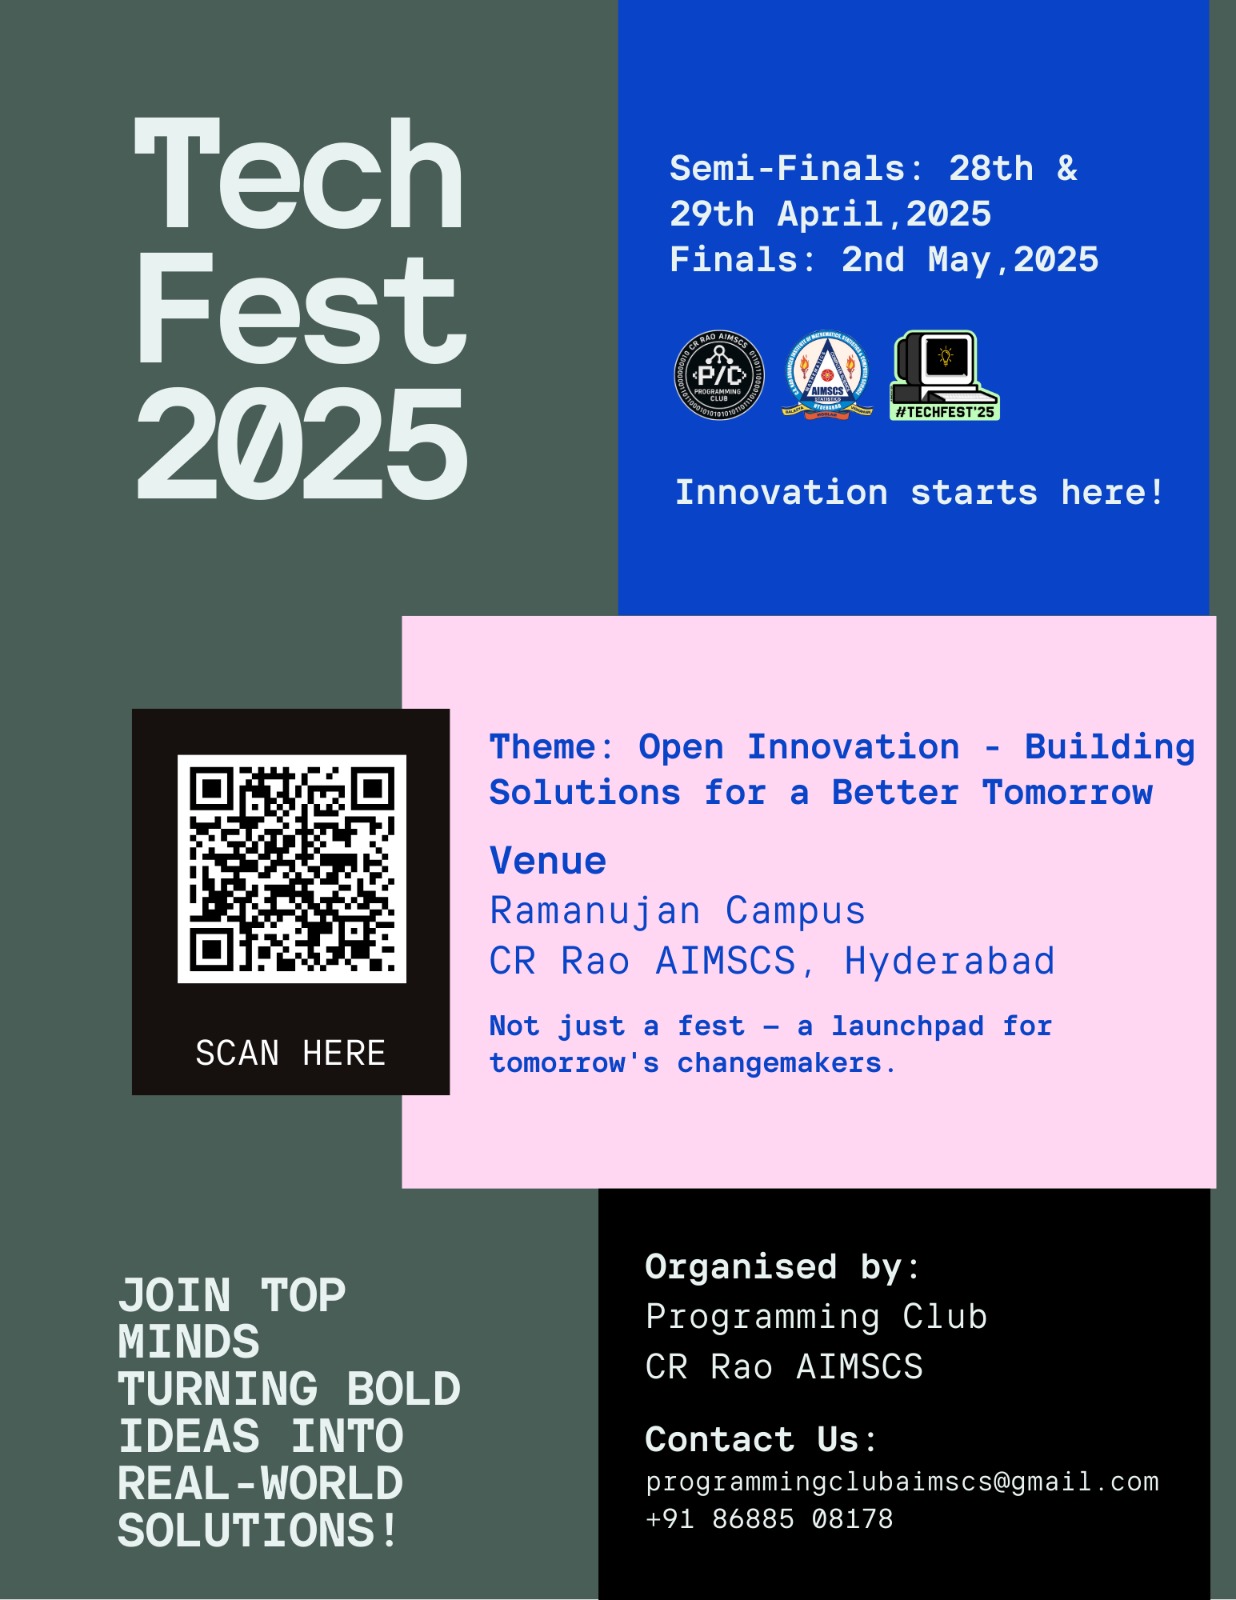 Tech
Fest
2025
Semi-Finals: 28th &
29th April,2025
Finals: 2nd May,2025
CR RAO AIMSCS
P/C
PROGRAMMING
CLUB
AIMSCS
STATISTICS
HYDERABAD
#TECHFEST'25
Innovation starts here!
Theme: Open Innovation - Building
Solutions for a Better Tomorrow
Venue
Ramanujan Campus
CR Rao AIMSCS, Hyderabad
Not just a fest – a launchpad for
tomorrow's changemakers.
SCAN HERE
JOIN TOP
MINDS
TURNING BOLD
IDEAS INTO
REAL-WORLD
SOLUTIONS!
Organised by:
Programming Club
CR Rao AIMSCS
Contact Us:
programmingclubaimscs@gmail.com
+91 86885 08178